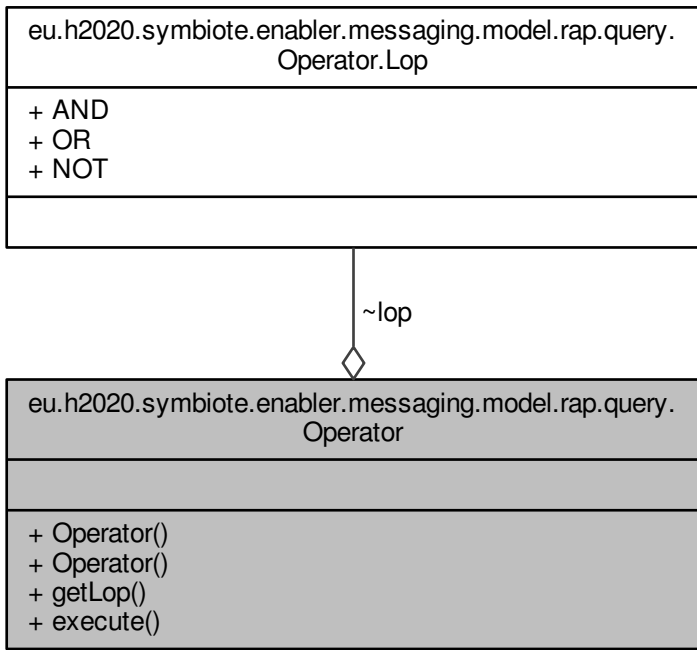 eu.h2020.symbiote.enabler.messaging.model.rap.query.
Operator.Lop
+ AND
+ OR
+ NOT
~lop
eu.h2020.symbiote.enabler.messaging.model.rap.query.
Operator
+ Operator()
+ Operator()
+ getLop()
+ execute()